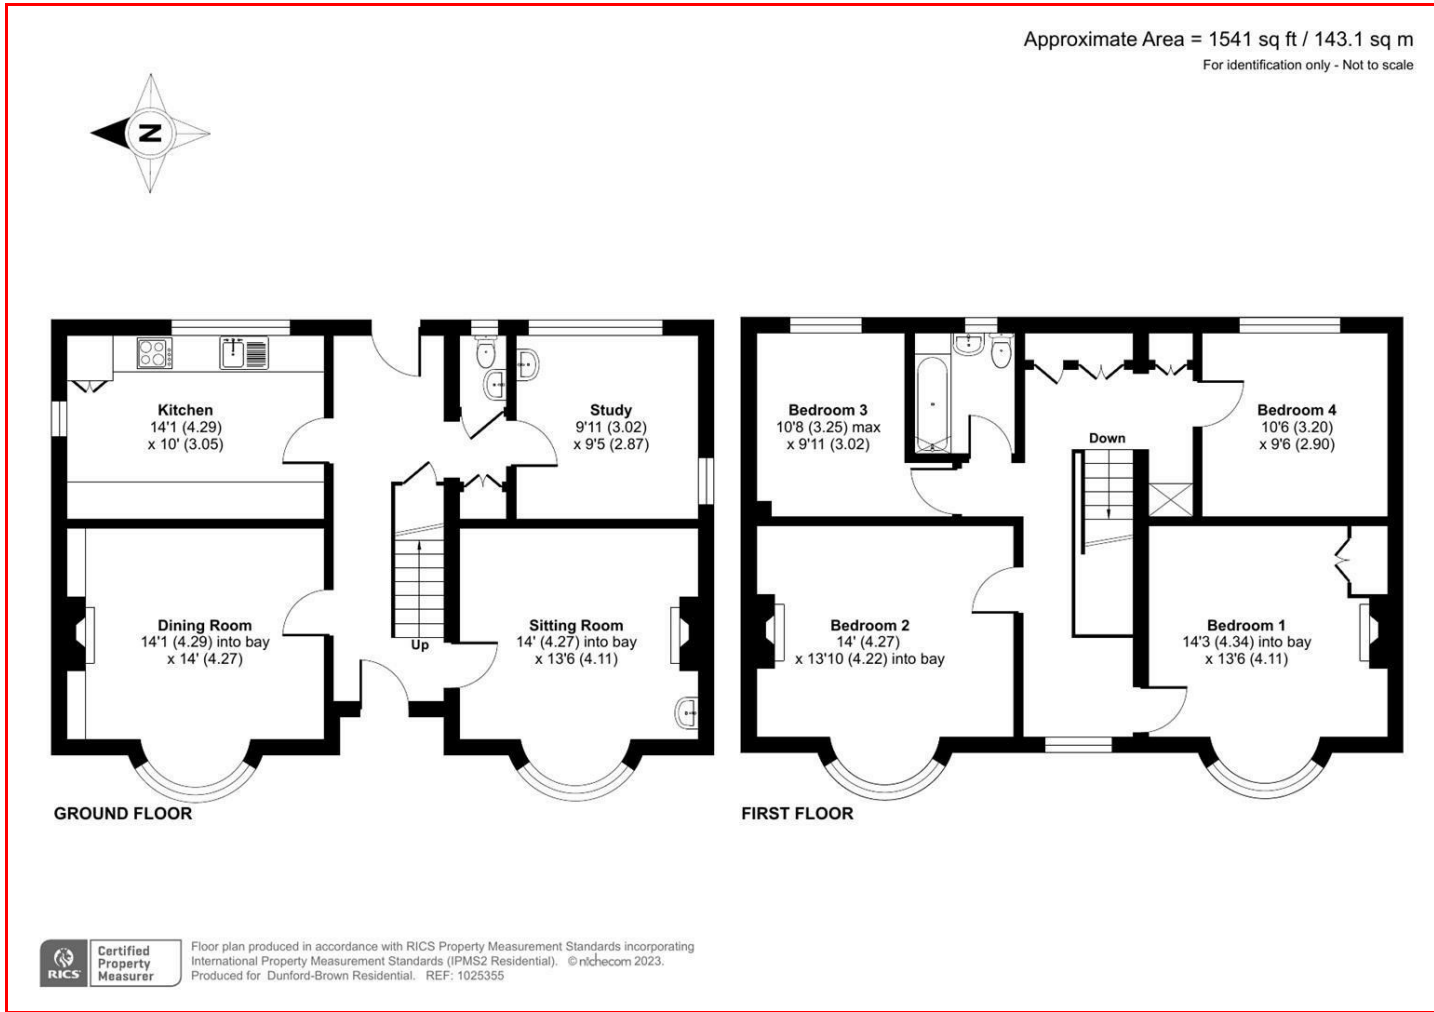 Approximate Area = 1541 sq ft / 143.1 sq m
For identification only - Not to scale
N
Kitchen
14'1 (4.29)
x 10' (3.05)
Study
9'11 (3.02)
x 9'5 (2.87)
Dining Room
14'1 (4.29) into bay
x 14' (4.27)
Sitting Room
14' (4.27) into bay
x 13'6 (4.11)
Up
GROUND FLOOR
Bedroom 3
10'8 (3.25) max
x 9'11 (3.02)
Down
Bedroom 4
10'6 (3.20)
x 9'6 (2.90)
Bedroom 2
14' (4.27)
x 13'10 (4.22) into bay
Bedroom 1
14'3 (4.34) into bay
x 13'6 (4.11)
FIRST FLOOR
RICS
Certified
Property
Measurer
Floor plan produced in accordance with RICS Property Measurement Standards incorporating
International Property Measurement Standards (IPMS2 Residential). © nichecom 2023.
Produced for Dunford-Brown Residential. REF: 1025355